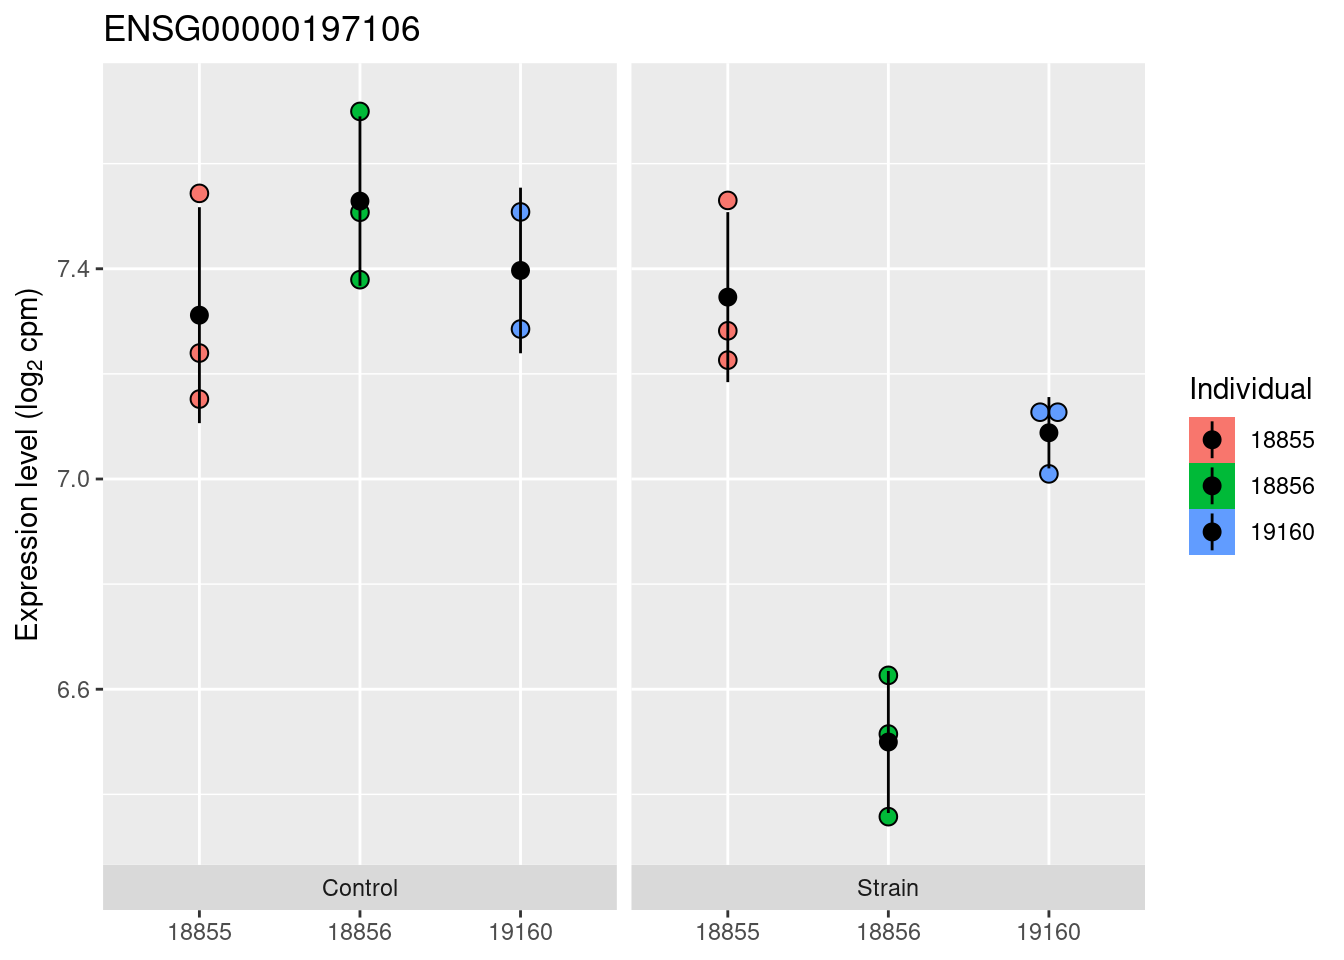 ENSG00000197106
Expression level (log2 cpm)
7.4
7.0
6.6
Control
Strain
18855
18856
19160
18855
18856
19160
Individual
18855
18856
19160